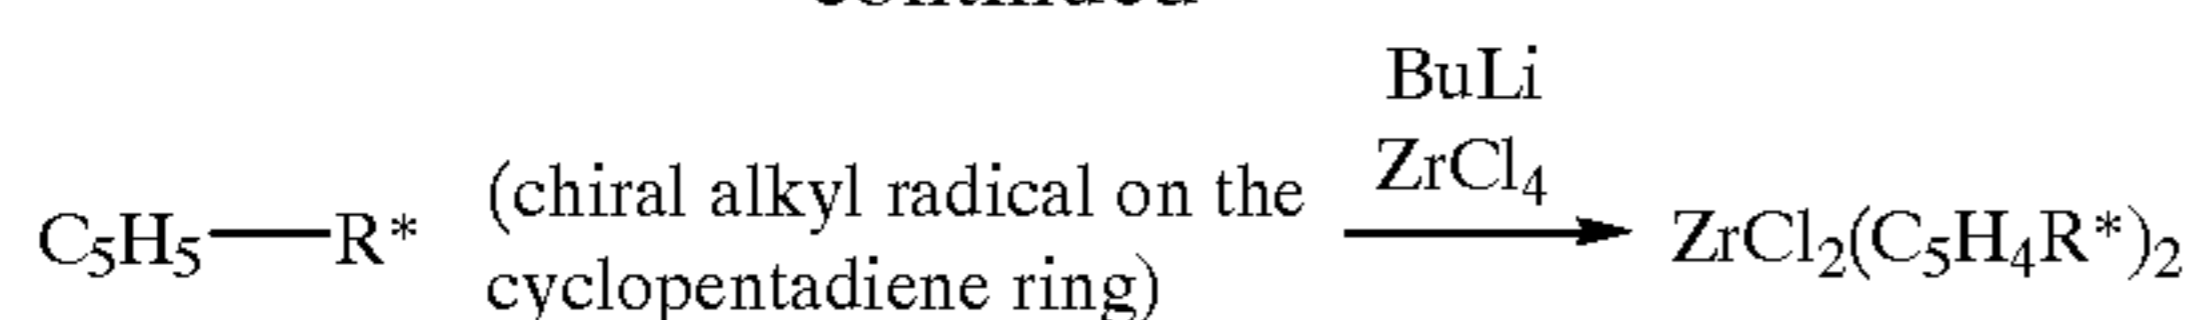 BuLi
ZrCl₄
C₅H₅—R* (chiral alkyl radical on the
cyclopentadiene ring)
ZrCl₂(C₅H₄R*)₂